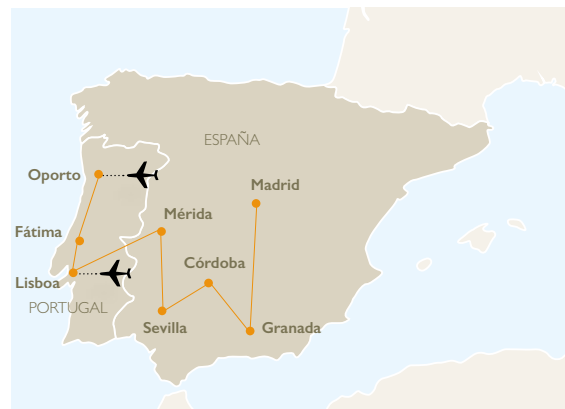 ESPAÑA
Oporto
Madrid
Mérida
Fátima
Córdoba
Lisboa
PORTUGAL
Sevilla
Granada